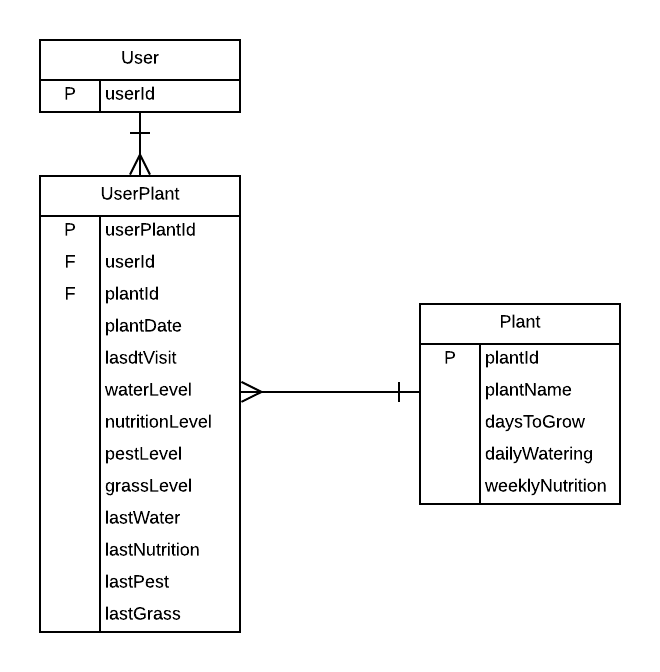 User
P userId
UserPlant
P userPlantId
F userId
F plantId
plantDate
lasdtVisit
waterLevel
nutritionLevel
pestLevel
grassLevel
lastWater
lastNutrition
lastPest
lastGrass
Plant
P plantId
plantName
daysToGrow
dailyWatering
weeklyNutrition